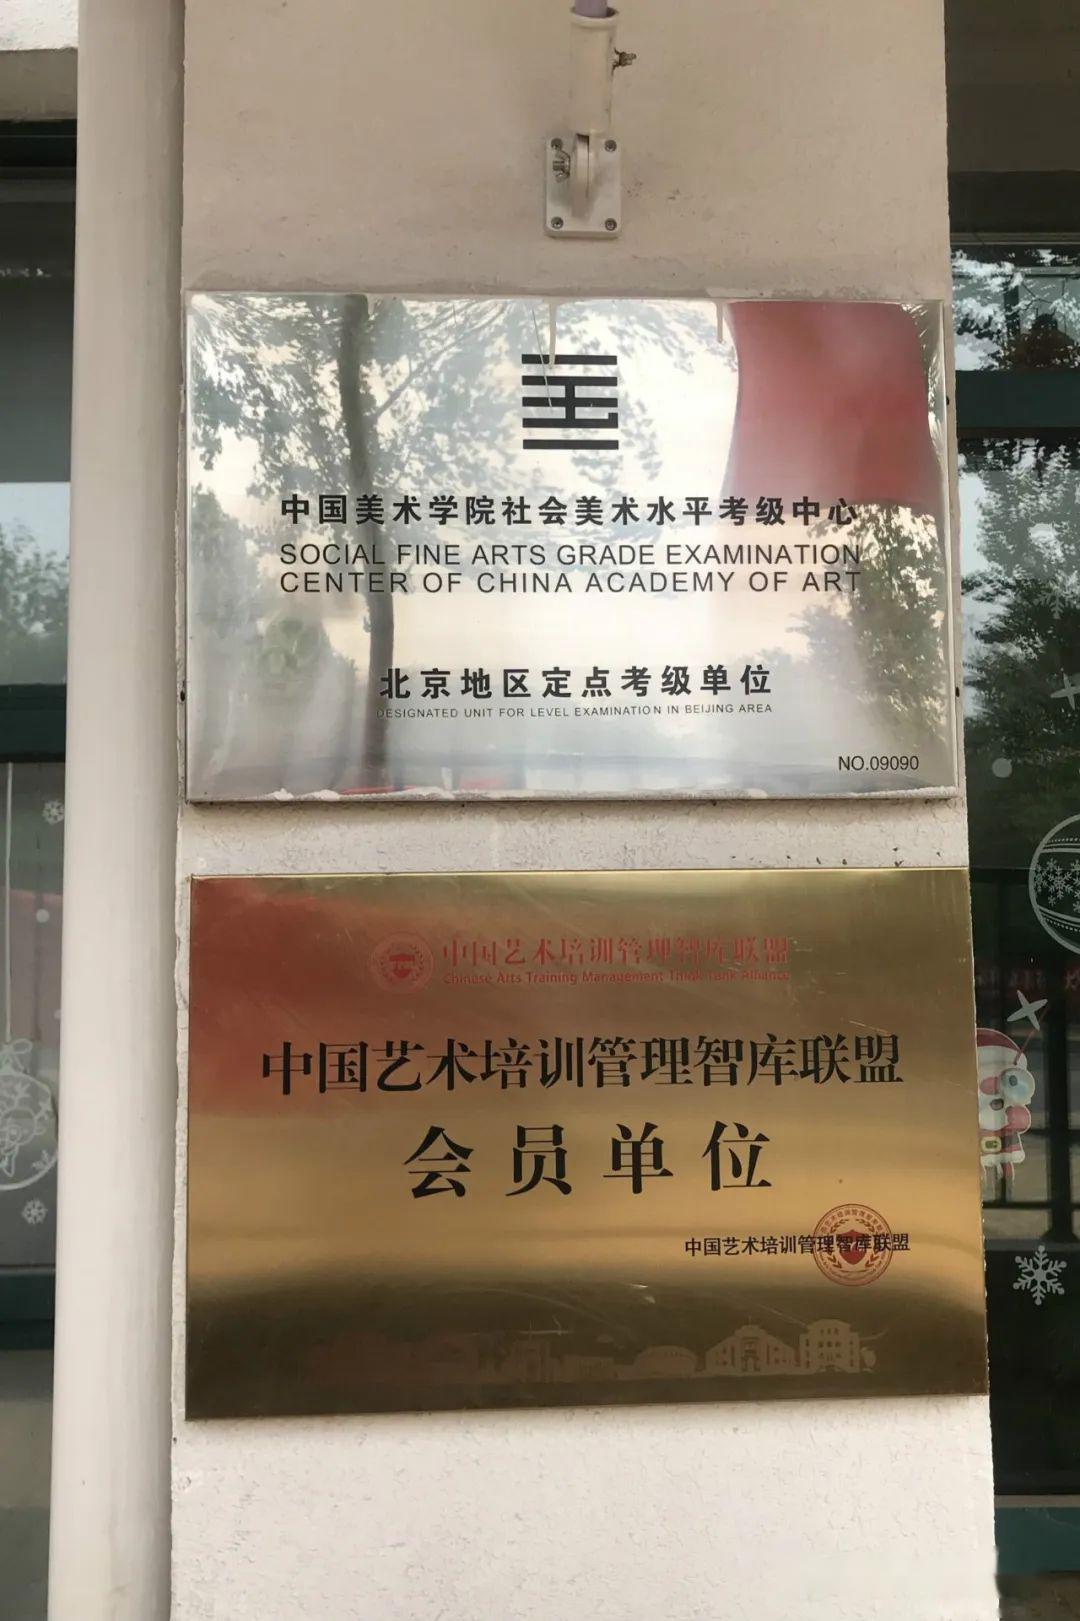 中国美术学院社会美术水平考级中心
SOCIAL FINE ARTS GRADE EXAMINATION
CENTER OF CHINA ACADEMY OF ART
北京地区定点考级单位
DESIGNATED UNIT FOR LEVEL EXAMINATION IN BEIJING AREA
NO.09090
中国艺术培训管理智库联盟
Chinese Arts Training Management Think Tank Alliance
中国艺术培训管理智库联盟
会员单位
中国艺术培训管理智库联盟